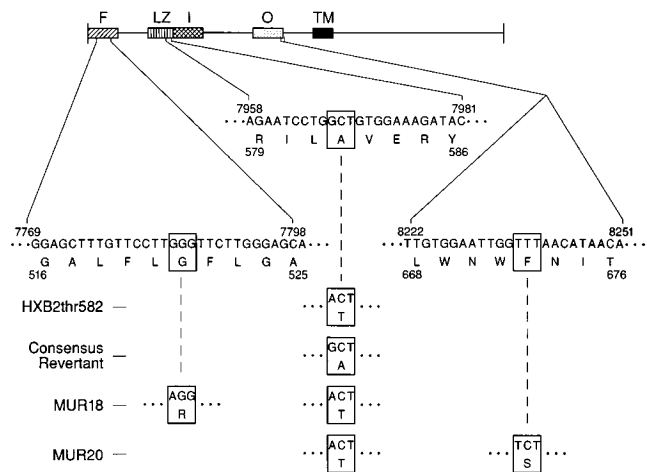 F LZ I O TM
7958 7981
···AGAATCCTGGCTGTGGAAAGATAC···
R I L A V E R Y
579 586
7769 7798 8222 8251
···GGAGCTTTGTTCCTTGGGTTCTTGGGAGCA··· ···TTGTGGAATTGGTTTAACATAACA···
G A L F L G F L G A L W N W F N I T
516 525 668 676
HXB2thr582 — ···ACT···
T
Consensus Revertant — ···GCT···
A
MUR18 — ···AGG··· ···ACT···
R T
MUR20 — ···ACT··· ···TCT···
T S